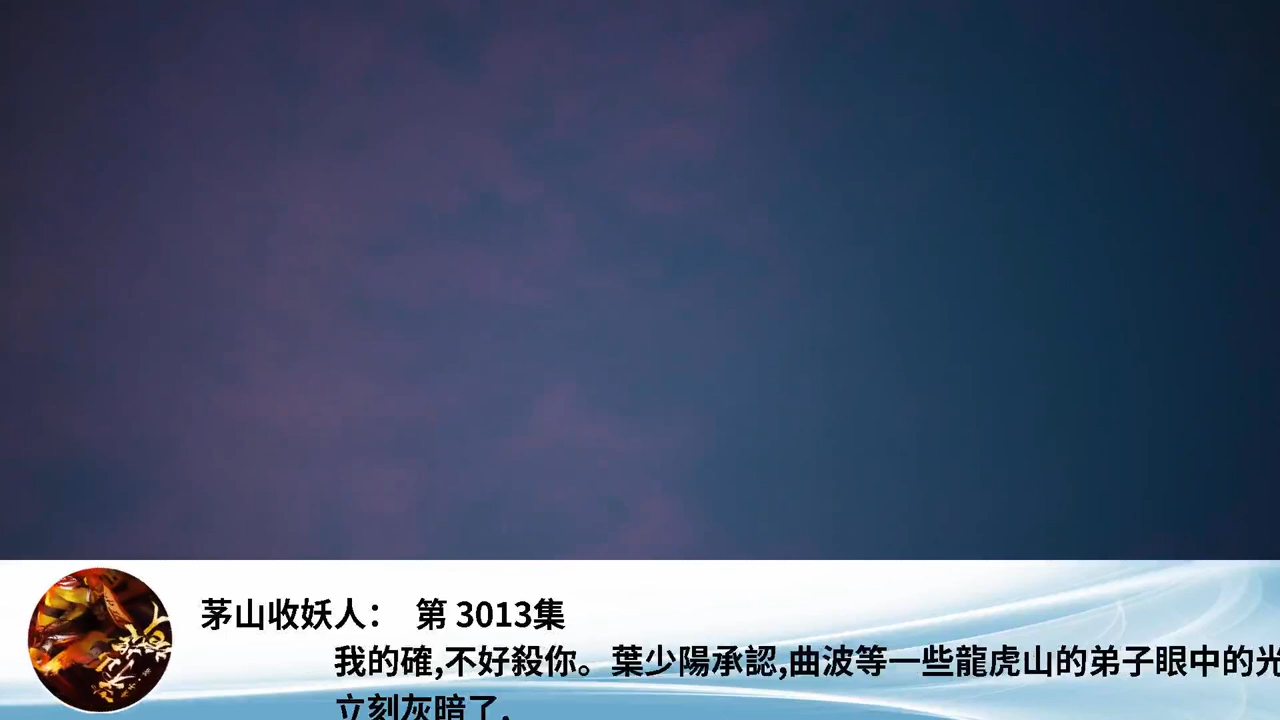 茅山收妖人： 第 3013集
我的確,不好殺你。葉少陽承認,曲波等一些龍虎山的弟子眼中的光
立刻灰暗了,